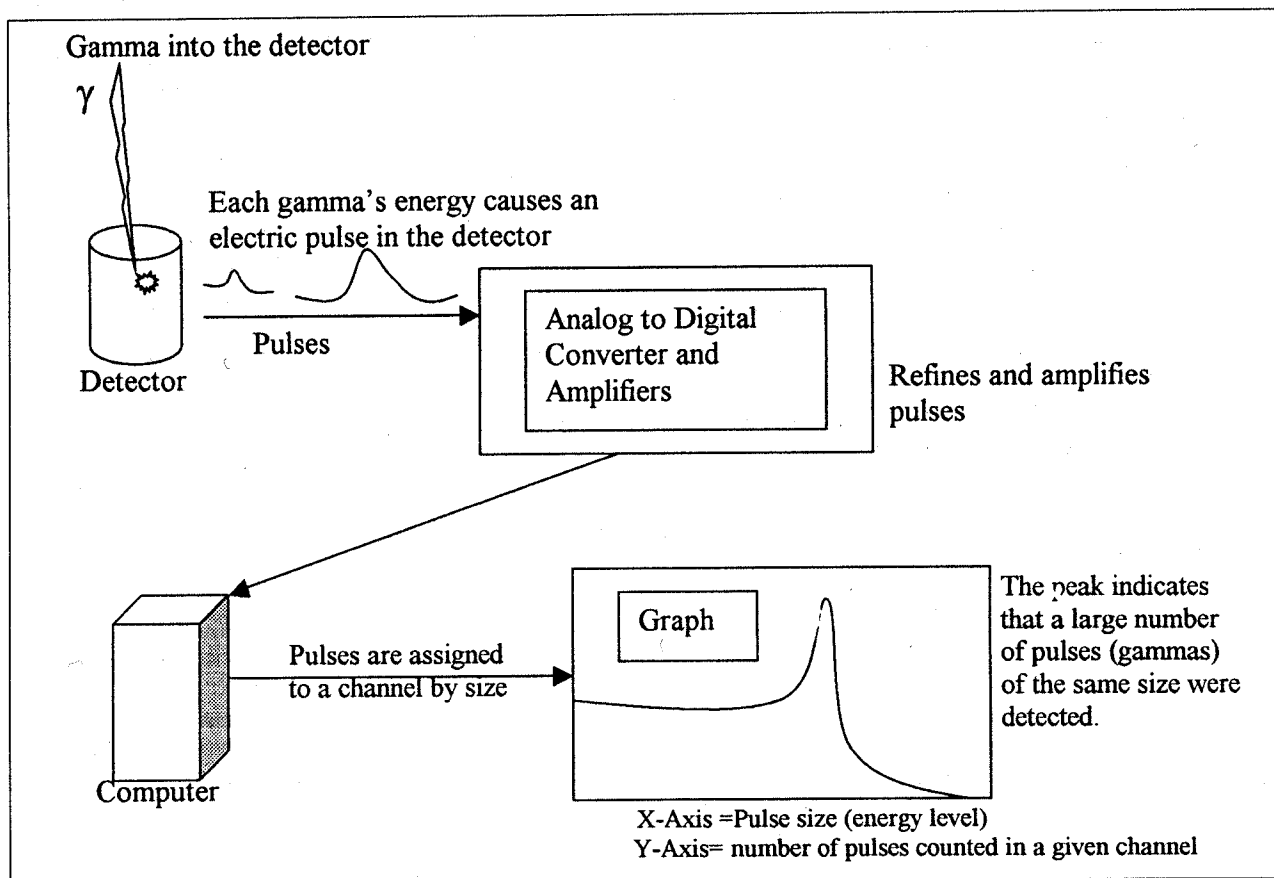 Gamma into the detector
γ
Each gamma's energy causes an
electric pulse in the detector
Pulses
Detector
Analog to Digital
Converter and
Amplifiers
Refines and amplifies
pulses
Pulses are assigned
to a channel by size
Computer
Graph
The peak indicates
that a large number
of pulses (gammas)
of the same size were
detected.
X-Axis =Pulse size (energy level)
Y-Axis= number of pulses counted in a given channel